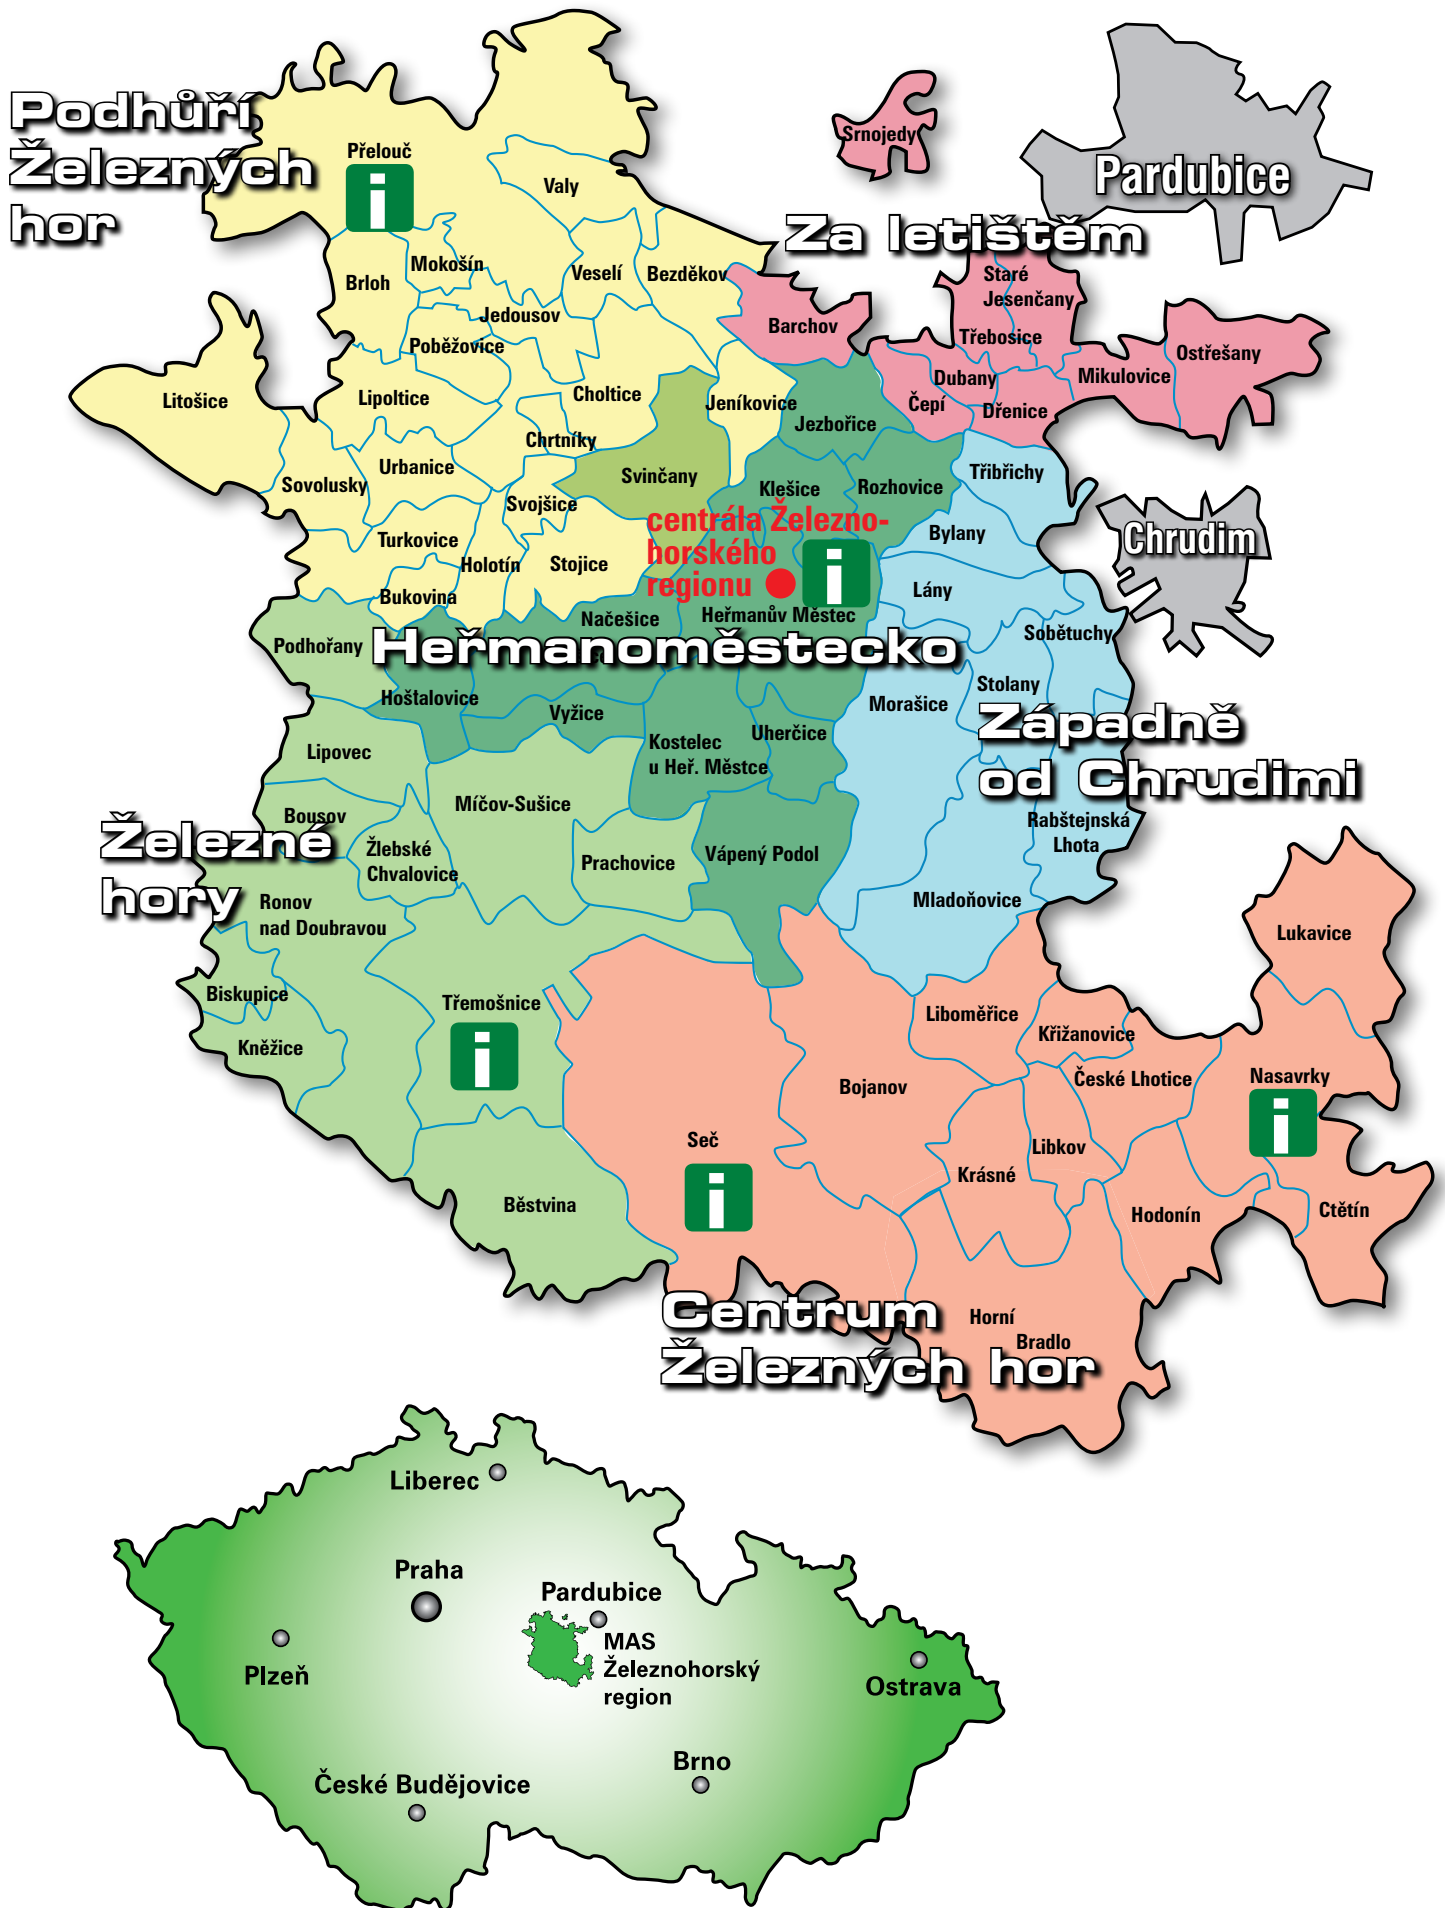 Podhůří
Železných
hor
Přelouč
Valy
Srnojedy
Pardubice
Za letištěm
Brloh
Mokošín
Veselí
Bezděkov
Staré
Jesenčany
Jedousov
Barchov
Třebosice
Poběžovice
Ostřešany
Mikulovice
Dubany
Litošice
Lipoltice
Choltice
Jeníkovice
Čepí
Dřenice
Jezbořice
Chrtníky
Urbanice
Svinčany
Třibřichy
Sovolusky
Klešice
Rozhovice
Svojšice
centrála Železno-
horského
regionu
Bylany
Chrudim
Turkovice
Holotín
Stojice
Lány
Bukovina
Načešice
Heřmanův Městec
Sobětuchy
Podhořany
Heřmanoměstecko
Hošťalovice
Stolany
Vyžice
Morašice
Západně
od Chrudimi
Lipovec
Kostelec
u Heř. Městce
Uherčice
Míčov-Sušice
Bousov
Rabštejnská
Lhota
Železné
hory
Žlebské
Chvalovice
Prachovice
Vápený Podol
Ronov
nad Doubravou
Mladoňovice
Lukavice
Biskupice
Třemošnice
Liboměřice
Křižanovice
Kněžice
Bojanov
České Lhotice
Nasavrky
Seč
Libkov
Krásné
Běstvina
Hodonín
Ctětín
Centrum
Železných hor
Horní
Bradlo
Liberec
Praha
Pardubice
MAS
Železnohorský
region
Plzeň
Ostrava
Brno
České Budějovice